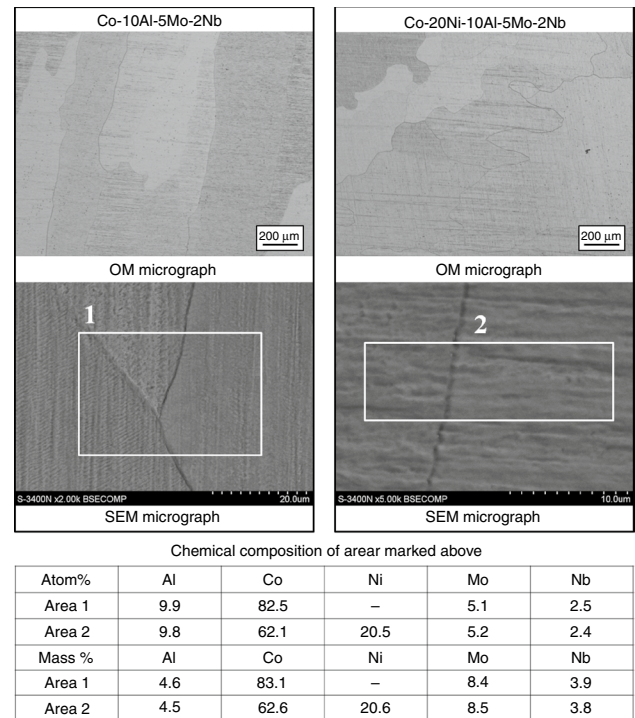 Co-10Al-5Mo-2Nb
Co-20Ni-10Al-5Mo-2Nb
200 µm
200 µm
OM micrograph
OM micrograph
1
2
S-3400N x2.00k BSECOMP 20.0um
S-3400N x5.00k BSECOMP 10.0um
SEM micrograph
SEM micrograph
Chemical composition of arear marked above
Atom% Al Co Ni Mo Nb
Area 1 9.9 82.5 – 5.1 2.5
Area 2 9.8 62.1 20.5 5.2 2.4
Mass % Al Co Ni Mo Nb
Area 1 4.6 83.1 – 8.4 3.9
Area 2 4.5 62.6 20.6 8.5 3.8